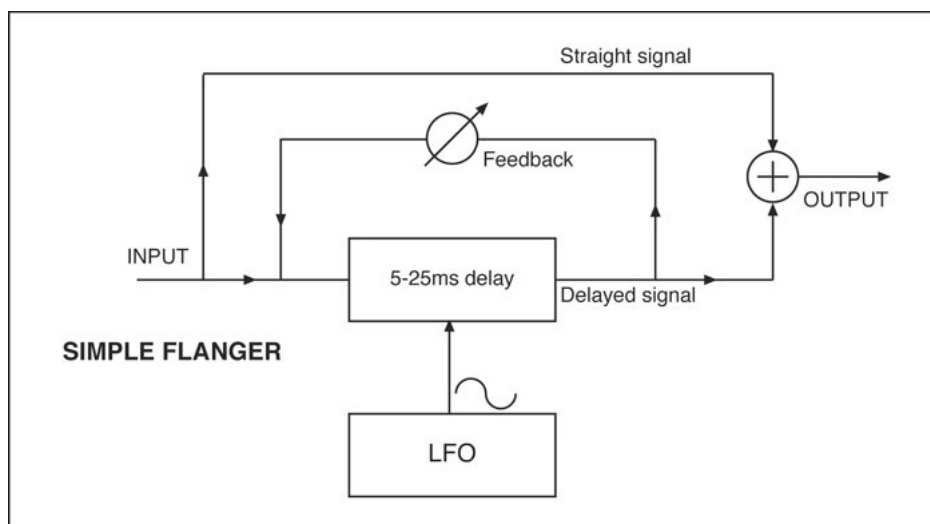 Straight signal
Feedback
OUTPUT
INPUT
5-25ms delay
Delayed signal
SIMPLE FLANGER
LFO